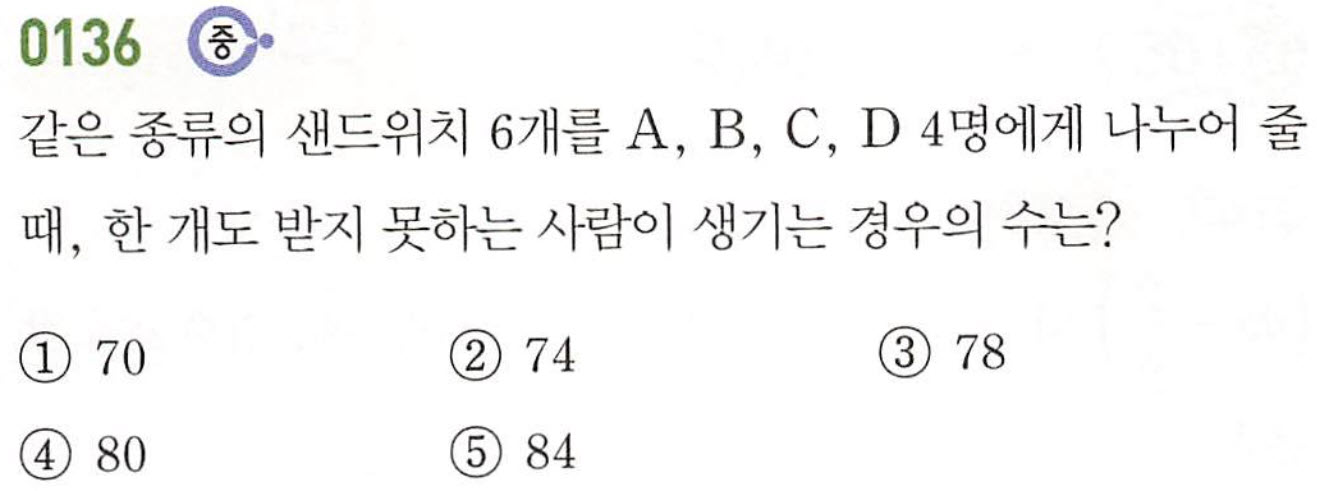 0136 중
같은 종류의 샌드위치 6개를 A, B, C, D 4명에게 나누어 줄
때, 한 개도 받지 못하는 사람이 생기는 경우의 수는?
① 70 ② 74 ③ 78
④ 80 ⑤ 84